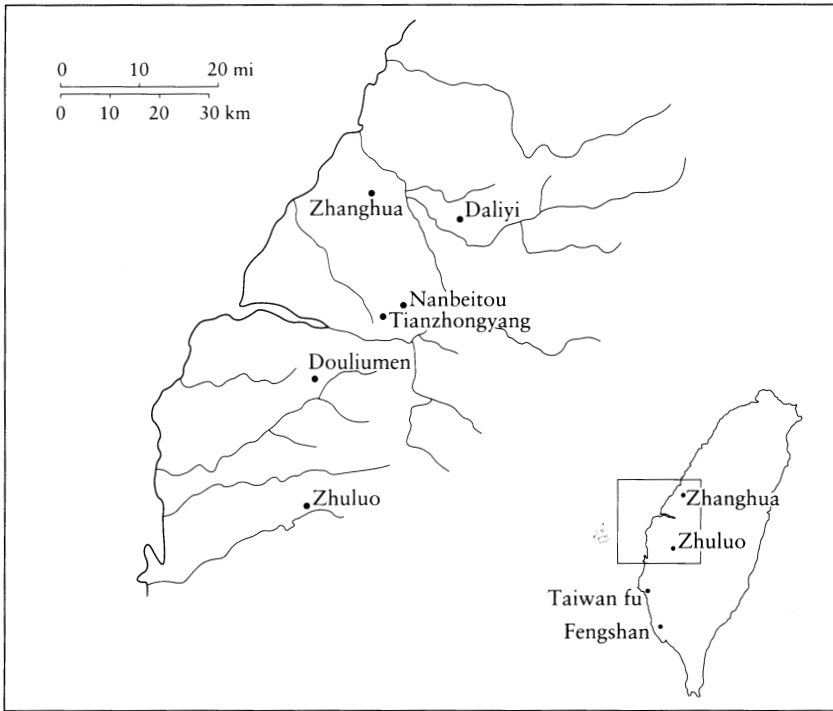 0 10 20 mi
0 10 20 30 km
Zhanghua
Daliyi
Nanbeitou
Tianzhongyang
Douliumen
Zhuluo
Zhanghua
Zhuluo
Taiwan fu
Fengshan